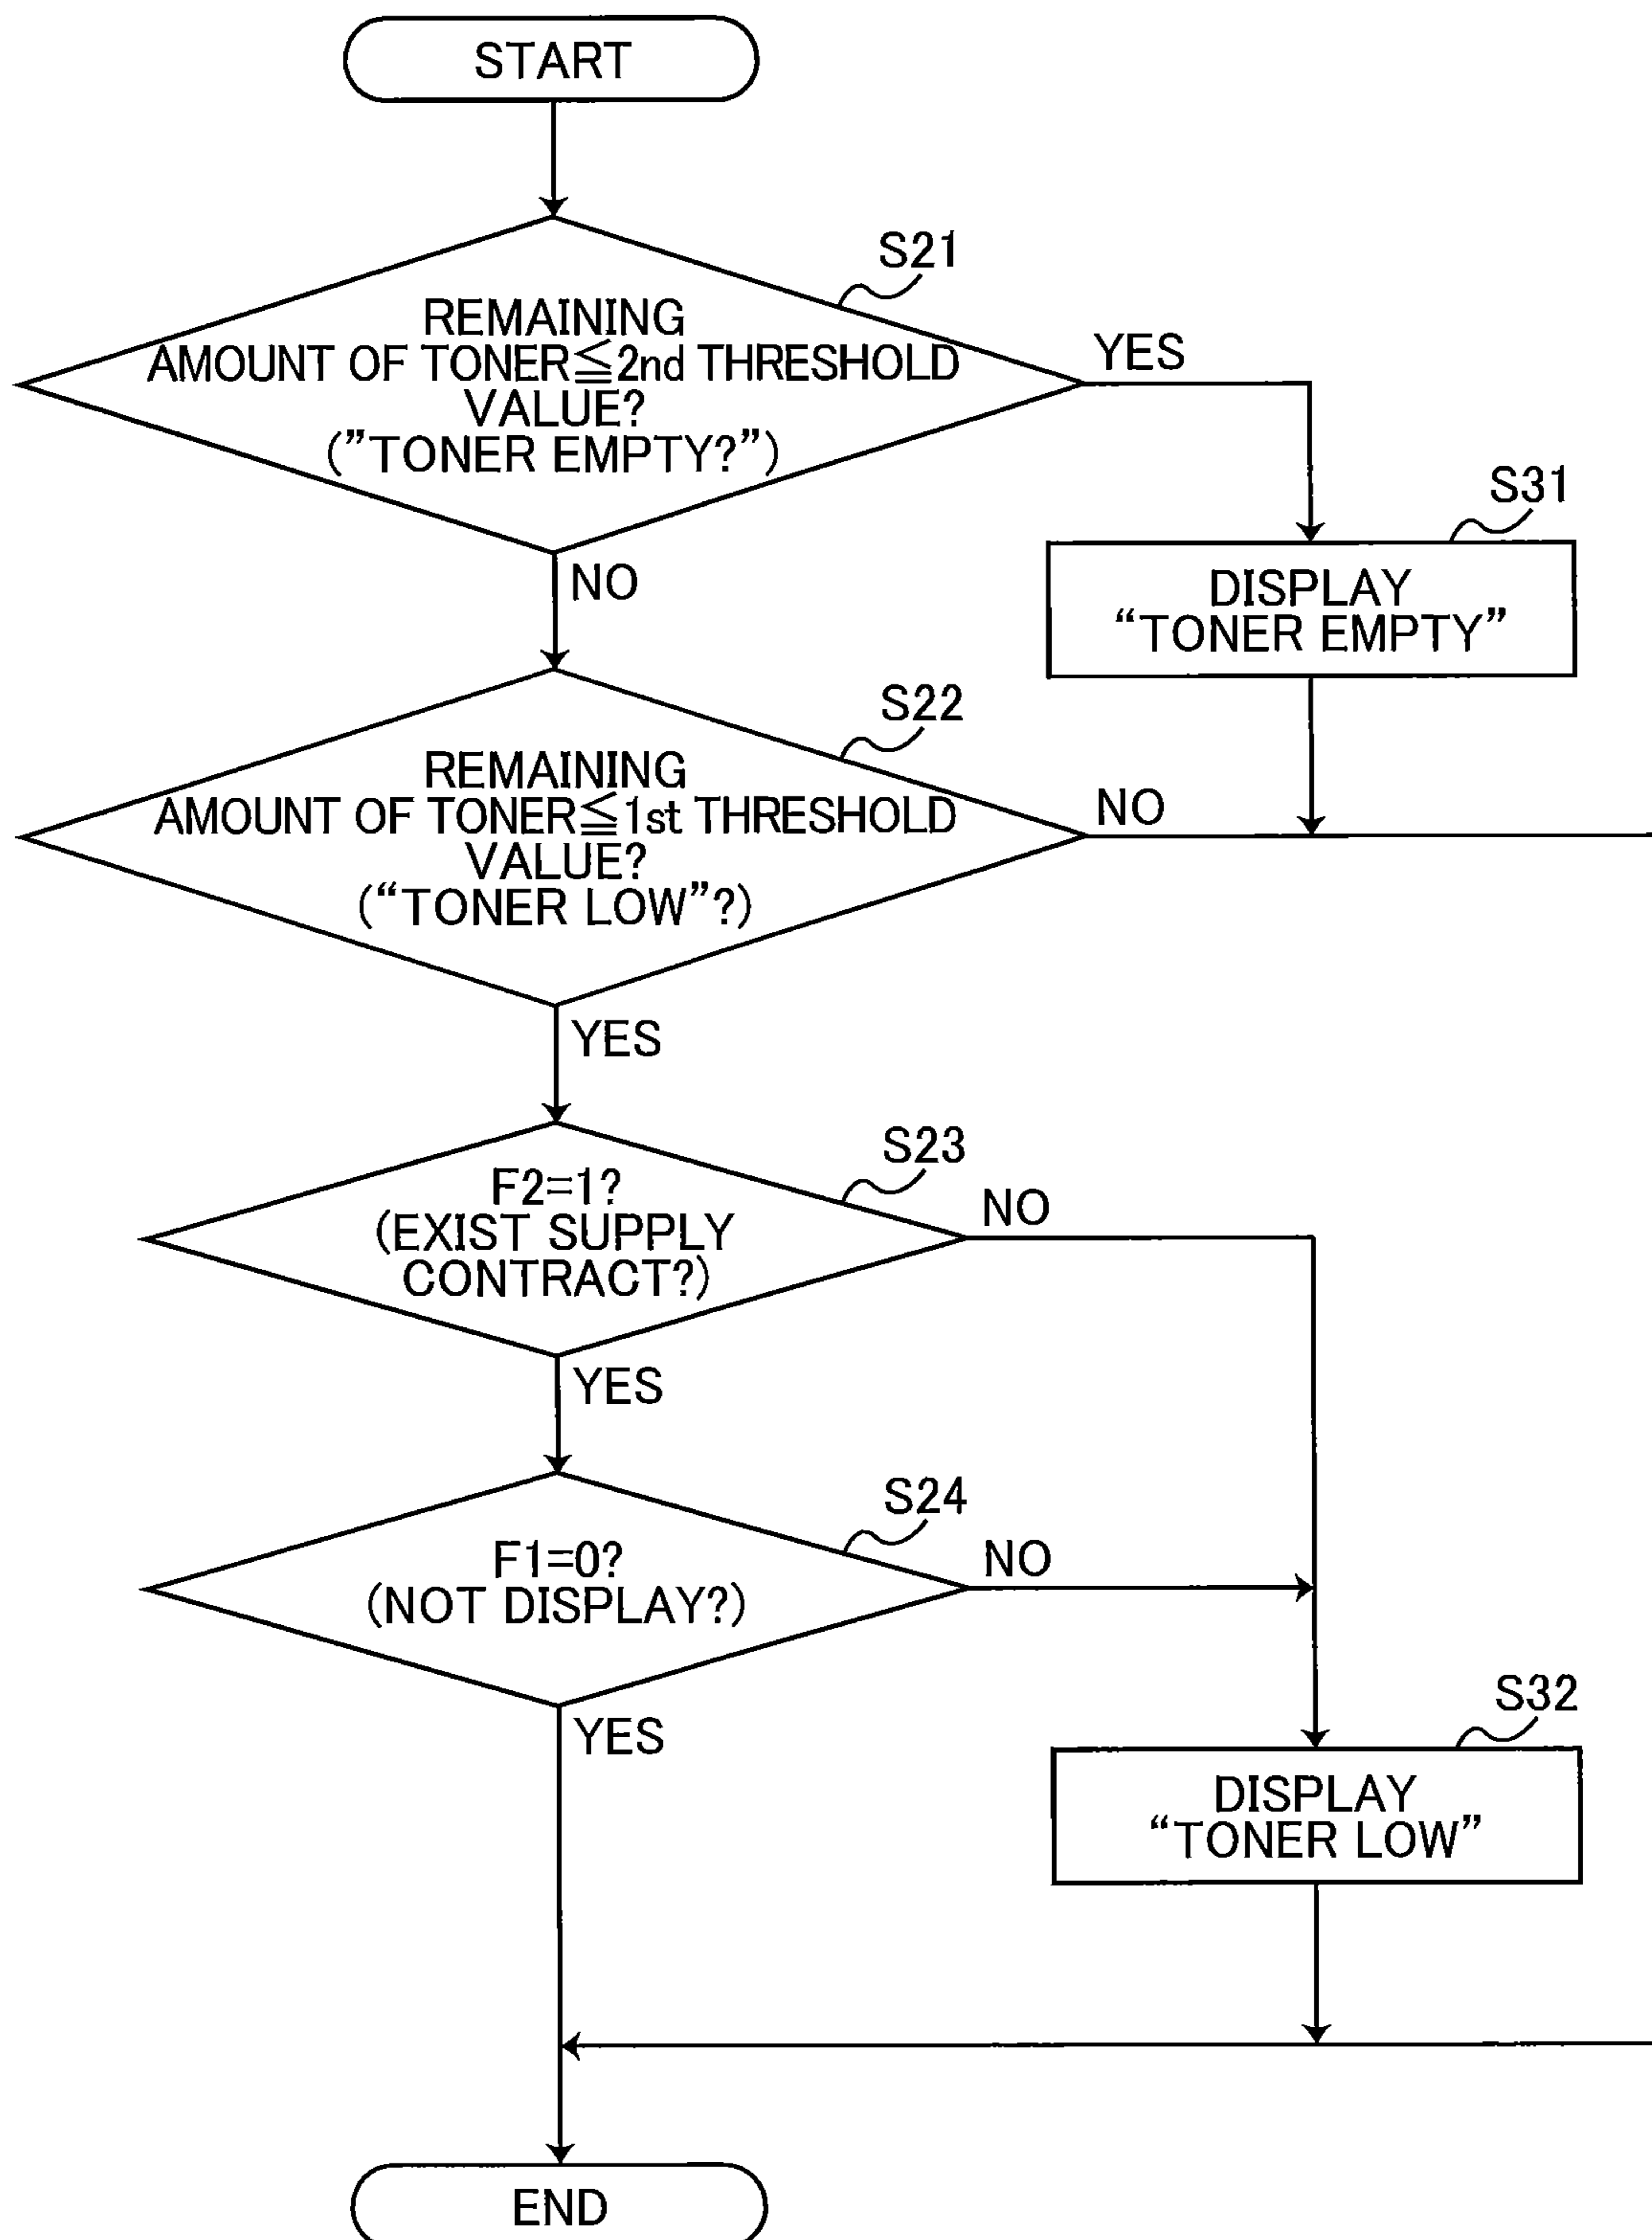 START
S21
REMAINING
AMOUNT OF TONER≦2nd THRESHOLD
VALUE?
("TONER EMPTY?")
YES
NO
S31
DISPLAY
“TONER EMPTY”
S22
REMAINING
AMOUNT OF TONER≦1st THRESHOLD
VALUE?
(“TONER LOW”?)
NO
YES
S23
F2=1?
(EXIST SUPPLY
CONTRACT?)
NO
YES
S24
F1=0?
(NOT DISPLAY?)
NO
YES
S32
DISPLAY
“TONER LOW”
END